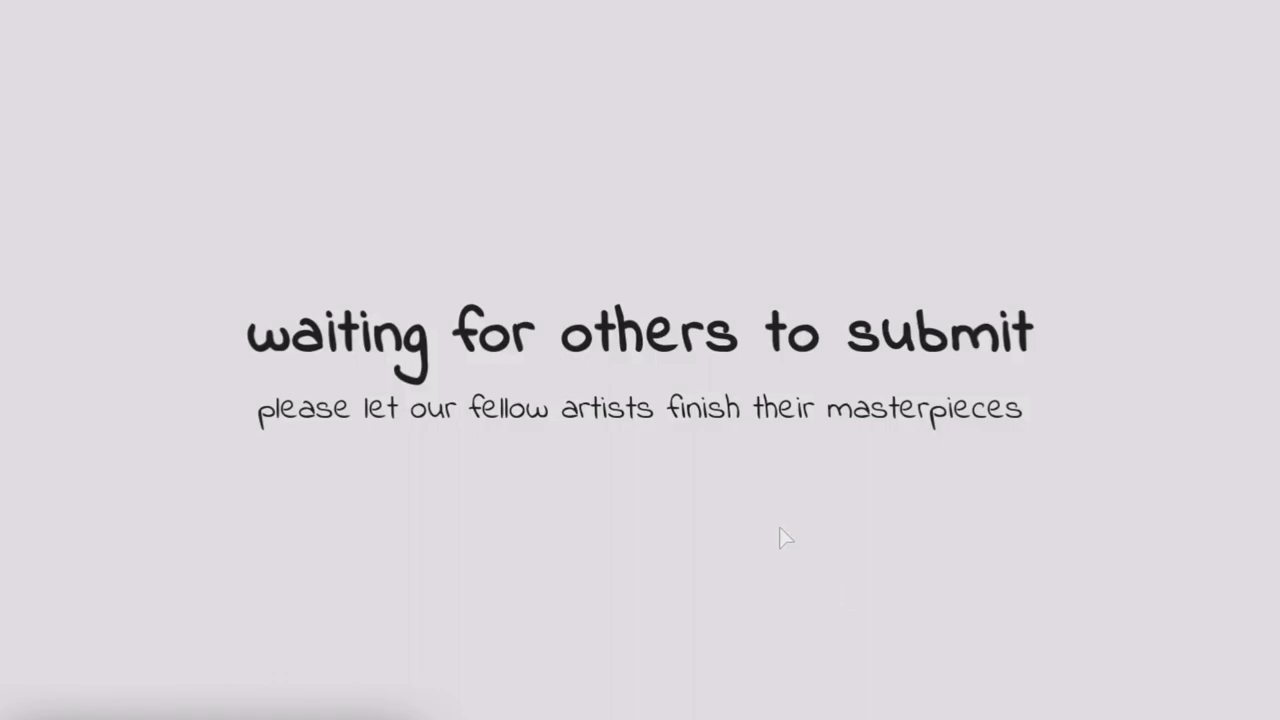 waiting for others to submit
please let our fellow artists finish their masterpieces